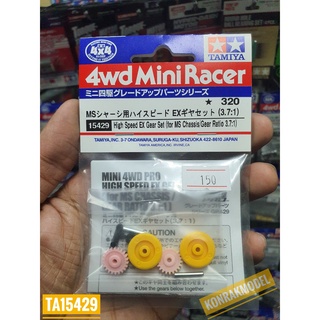 TAMIYA
4x4
4wd Mini Racer
ミニ四駆グレードアップパーツシリーズ
★ 320
MSシャーシ用ハイスピード EXギヤセット (3.7:1)
15429 High Speed EX Gear Set (for MS Chassis/Gear Ratio 3.7:1)
TAMIYA, INC. 3-7 ONDAWARA, SURUGA-KU, SHIZUOKA 422-8610 JAPAN
MINI 4WD PRO
HIGH SPEED EX
150
TA15429
KONRAKMODEL